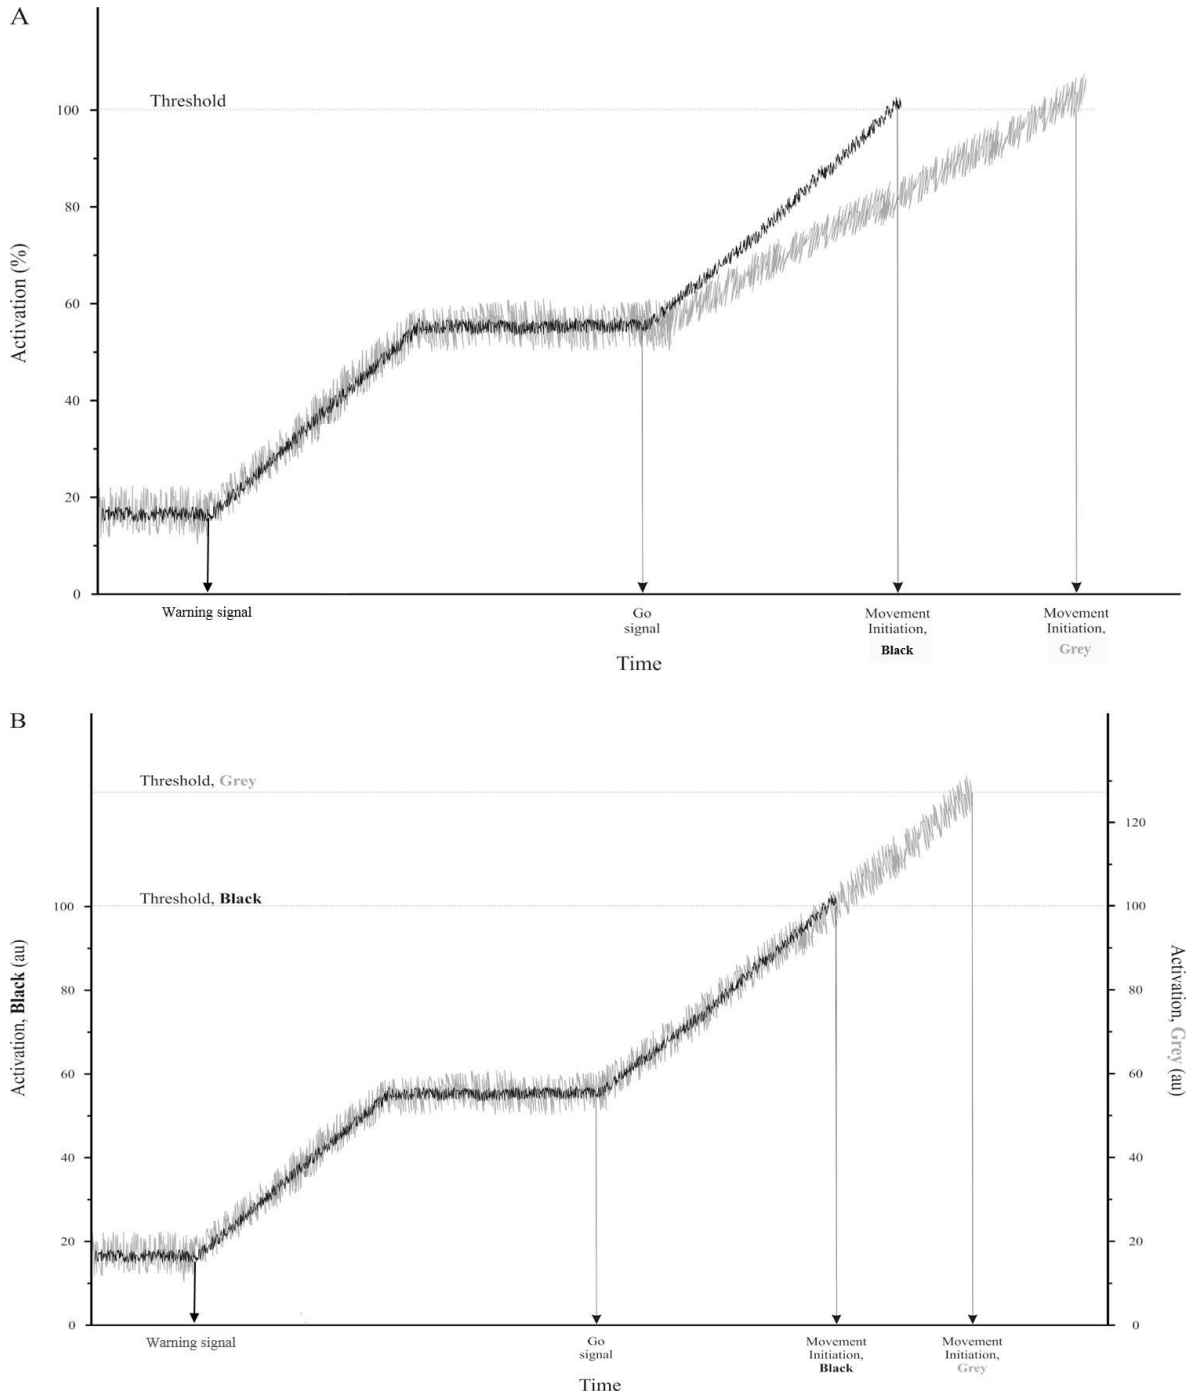 A
Threshold
100
80
60
40
20
0
Activation (%)
Warning signal
Go
signal
Movement
Initiation,
Black
Movement
Initiation,
Grey
Time
B
Threshold, Grey
Threshold, Black
100
80
60
40
20
0
Activation, Black (au)
120
100
80
60
40
20
0
Activation, Grey (au)
Warning signal
Go
signal
Movement
Initiation,
Black
Movement
Initiation,
Grey
Time